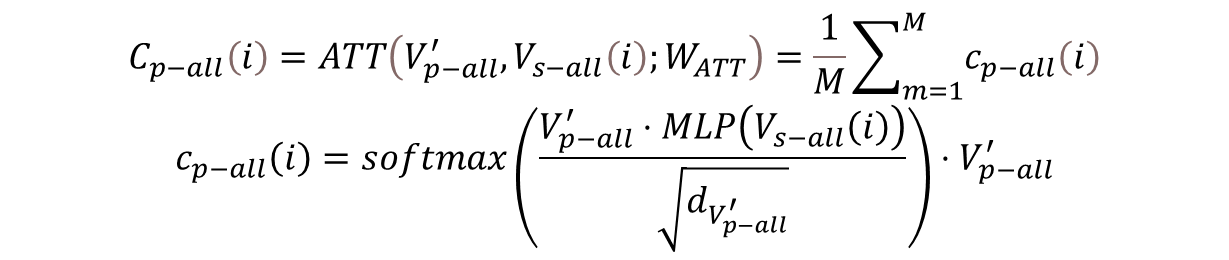 C_{p-all}(i) = ATT(V'_{p-all}, V_{s-all}(i); W_{ATT}) = \frac{1}{M} \sum_{m=1}^{M} c_{p-all}(i)
c_{p-all}(i) = softmax\left(\frac{V'_{p-all} \cdot MLP(V_{s-all}(i))}{\sqrt{d_{V'_{p-all}}}}\right) \cdot V'_{p-all}